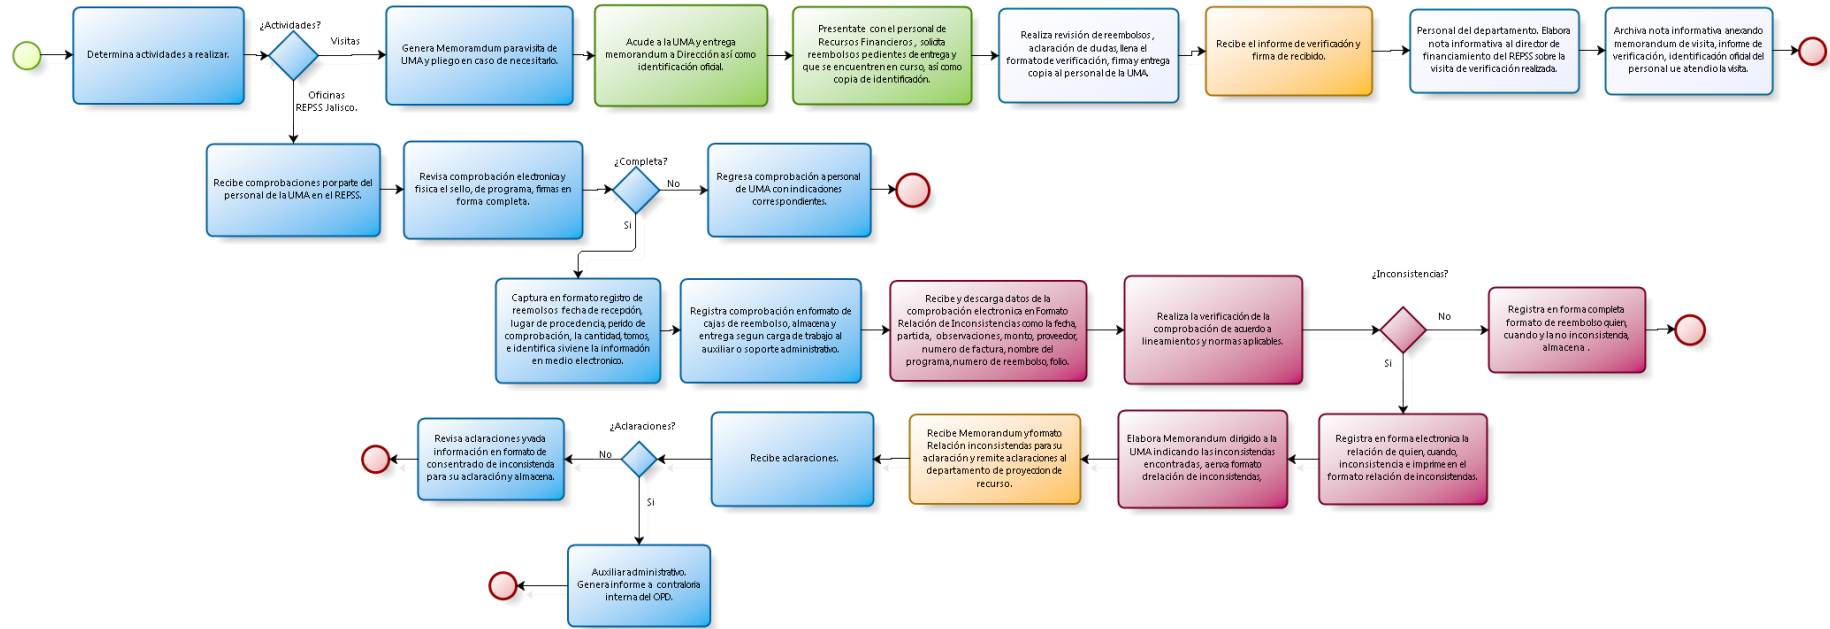 ¿Actividades?
Determina actividades a realizar.
Visitas
Oficinas
REPSS Jalisco.
Genera Memoramdum para visita de
UMA y pliego en caso de necesitarlo.
Acude a la UMA y entrega
memorandum a Dirección así como
identificación oficial.
Presentate con el personal de
Recursos Financieros , solicita
reembolsos pedientes de entrega y
que se encuentren en curso, así como
copia de identificación.
Realiza revisión de reembolsos ,
aclaración de dudas, llena el
formato de verificación, firma y entrega
copia al personal de la UMA.
Recibe el informe de verificación y
firma de recibido.
Personal del departamento. Elabora
nota informativa al director de
financiamiento del REPSS sobre la
visita de verificación realizada.
Archiva nota informativa anexando
memorandum de visita, informe de
verificación, identificación oficial del
personal ue atendio la visita.
Recibe comprobaciones por parte del
personal de la UMA en el REPSS.
Revisa comprobación electronica y
fisica el sello, de programa, firmas en
forma completa.
¿Completa?
No
Si
Regresa comprobación a personal
de UMA con indicaciones
correspondientes.
Captura en formato registro de
reemolsos fecha de recepción,
lugar de procedencia, perido de
comprobación, la cantidad, tomos,
e identifica si viene la información
en medio electronico.
Registra comprobación en formato de
cajas de reembolso, almacena y
entrega segun carga de trabajo al
auxiliar o soporte administrativo.
Recibe y descarga datos de la
comprobación electronica en Formato
Relación de Inconsistencias como la fecha,
partida, observaciones, monto, proveedor,
numero de factura, nombre del
programa, numero de reembolso, folio.
Realiza la verificación de la
comprobación de acuerdo a
lineamientos y normas aplicables.
¿Inconsistencias?
No
Si
Registra en forma completa
formato de reembolso quien,
cuando y la no inconsistencia,
almacena .
Registra en forma electronica la
relación de quien, cuando,
inconsistencia e imprime en el
formato relación de inconsistencias.
Elabora Memorandum dirigido a la
UMA indicando las inconsistencias
encontradas, aenxa formato
drelación de inconsistencias,
Recibe Memorandum y formato
Relación inconsistencias para su
aclaración y remite aclaraciones al
departamento de proyeccion de
recurso.
Recibe aclaraciones.
¿Aclaraciones?
No
Si
Revisa aclaraciones y vacia
información en formato de
consentrado de inconsistencia
para su aclaración y almacena.
Auxiliar administrativo.
Genera informe a contraloria
interna del OPD.